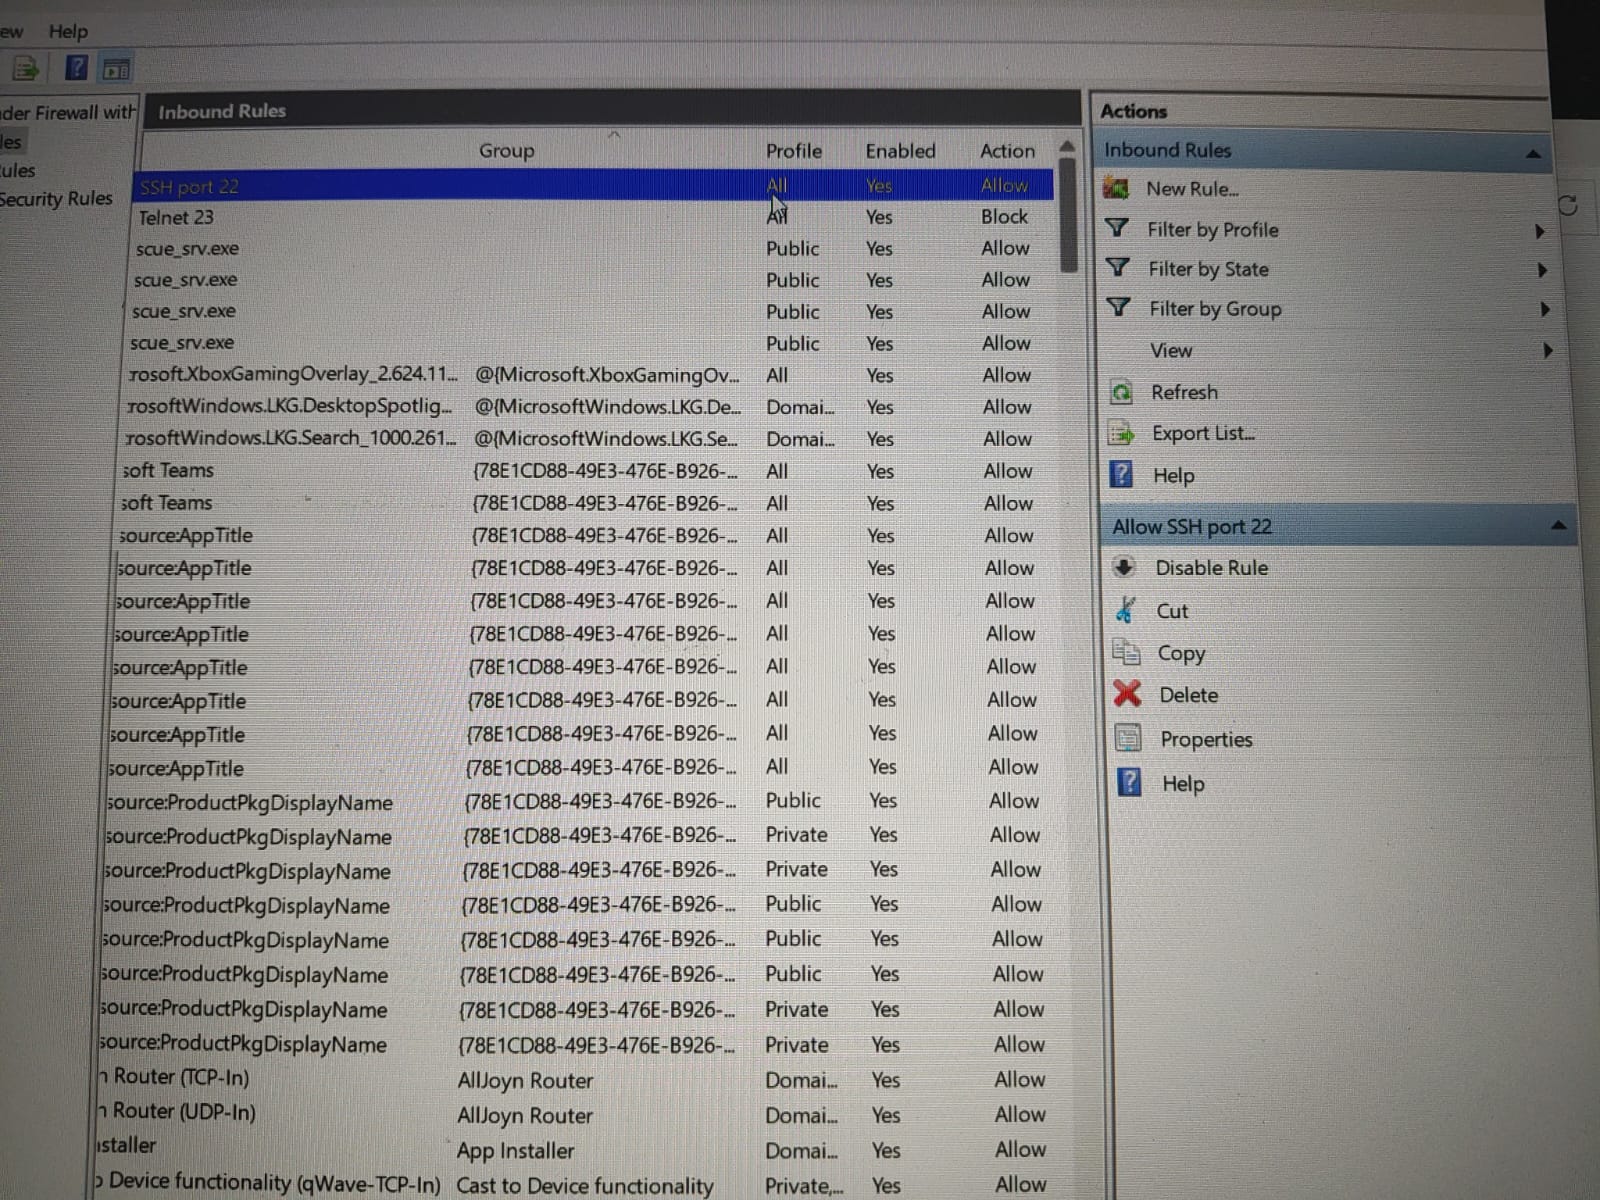 ew Help
der Firewall with
les
ules
Security Rules
Inbound Rules
Group Profile Enabled Action
SSH port 22 All Yes Allow
Telnet 23 All Yes Block
scue_srv.exe Public Yes Allow
scue_srv.exe Public Yes Allow
scue_srv.exe Public Yes Allow
scue_srv.exe Public Yes Allow
rosoft.XboxGamingOverlay_2.624.11... @{Microsoft.XboxGamingOv... All Yes Allow
rosoftWindows.LKG.DesktopSpotlig... @{MicrosoftWindows.LKG.De... Domai... Yes Allow
rosoftWindows.LKG.Search_1000.261... @{MicrosoftWindows.LKG.Se... Domai... Yes Allow
soft Teams {78E1CD88-49E3-476E-B926-... All Yes Allow
soft Teams {78E1CD88-49E3-476E-B926-... All Yes Allow
source:AppTitle {78E1CD88-49E3-476E-B926-... All Yes Allow
source:AppTitle {78E1CD88-49E3-476E-B926-... All Yes Allow
source:AppTitle {78E1CD88-49E3-476E-B926-... All Yes Allow
source:AppTitle {78E1CD88-49E3-476E-B926-... All Yes Allow
source:AppTitle {78E1CD88-49E3-476E-B926-... All Yes Allow
source:AppTitle {78E1CD88-49E3-476E-B926-... All Yes Allow
source:AppTitle {78E1CD88-49E3-476E-B926-... All Yes Allow
source:AppTitle {78E1CD88-49E3-476E-B926-... All Yes Allow
source:ProductPkgDisplayName {78E1CD88-49E3-476E-B926-... Public Yes Allow
source:ProductPkgDisplayName {78E1CD88-49E3-476E-B926-... Private Yes Allow
source:ProductPkgDisplayName {78E1CD88-49E3-476E-B926-... Private Yes Allow
source:ProductPkgDisplayName {78E1CD88-49E3-476E-B926-... Public Yes Allow
source:ProductPkgDisplayName {78E1CD88-49E3-476E-B926-... Public Yes Allow
source:ProductPkgDisplayName {78E1CD88-49E3-476E-B926-... Public Yes Allow
source:ProductPkgDisplayName {78E1CD88-49E3-476E-B926-... Private Yes Allow
source:ProductPkgDisplayName {78E1CD88-49E3-476E-B926-... Private Yes Allow
n Router (TCP-In) AllJoyn Router Domai... Yes Allow
n Router (UDP-In) AllJoyn Router Domai... Yes Allow
nstaller App Installer Domai... Yes Allow
o Device functionality (qWave-TCP-In) Cast to Device functionality Private,... Yes Allow
Actions
Inbound Rules
New Rule...
Filter by Profile
Filter by State
Filter by Group
View
Refresh
Export List...
Help
Allow SSH port 22
Disable Rule
Cut
Copy
Delete
Properties
Help